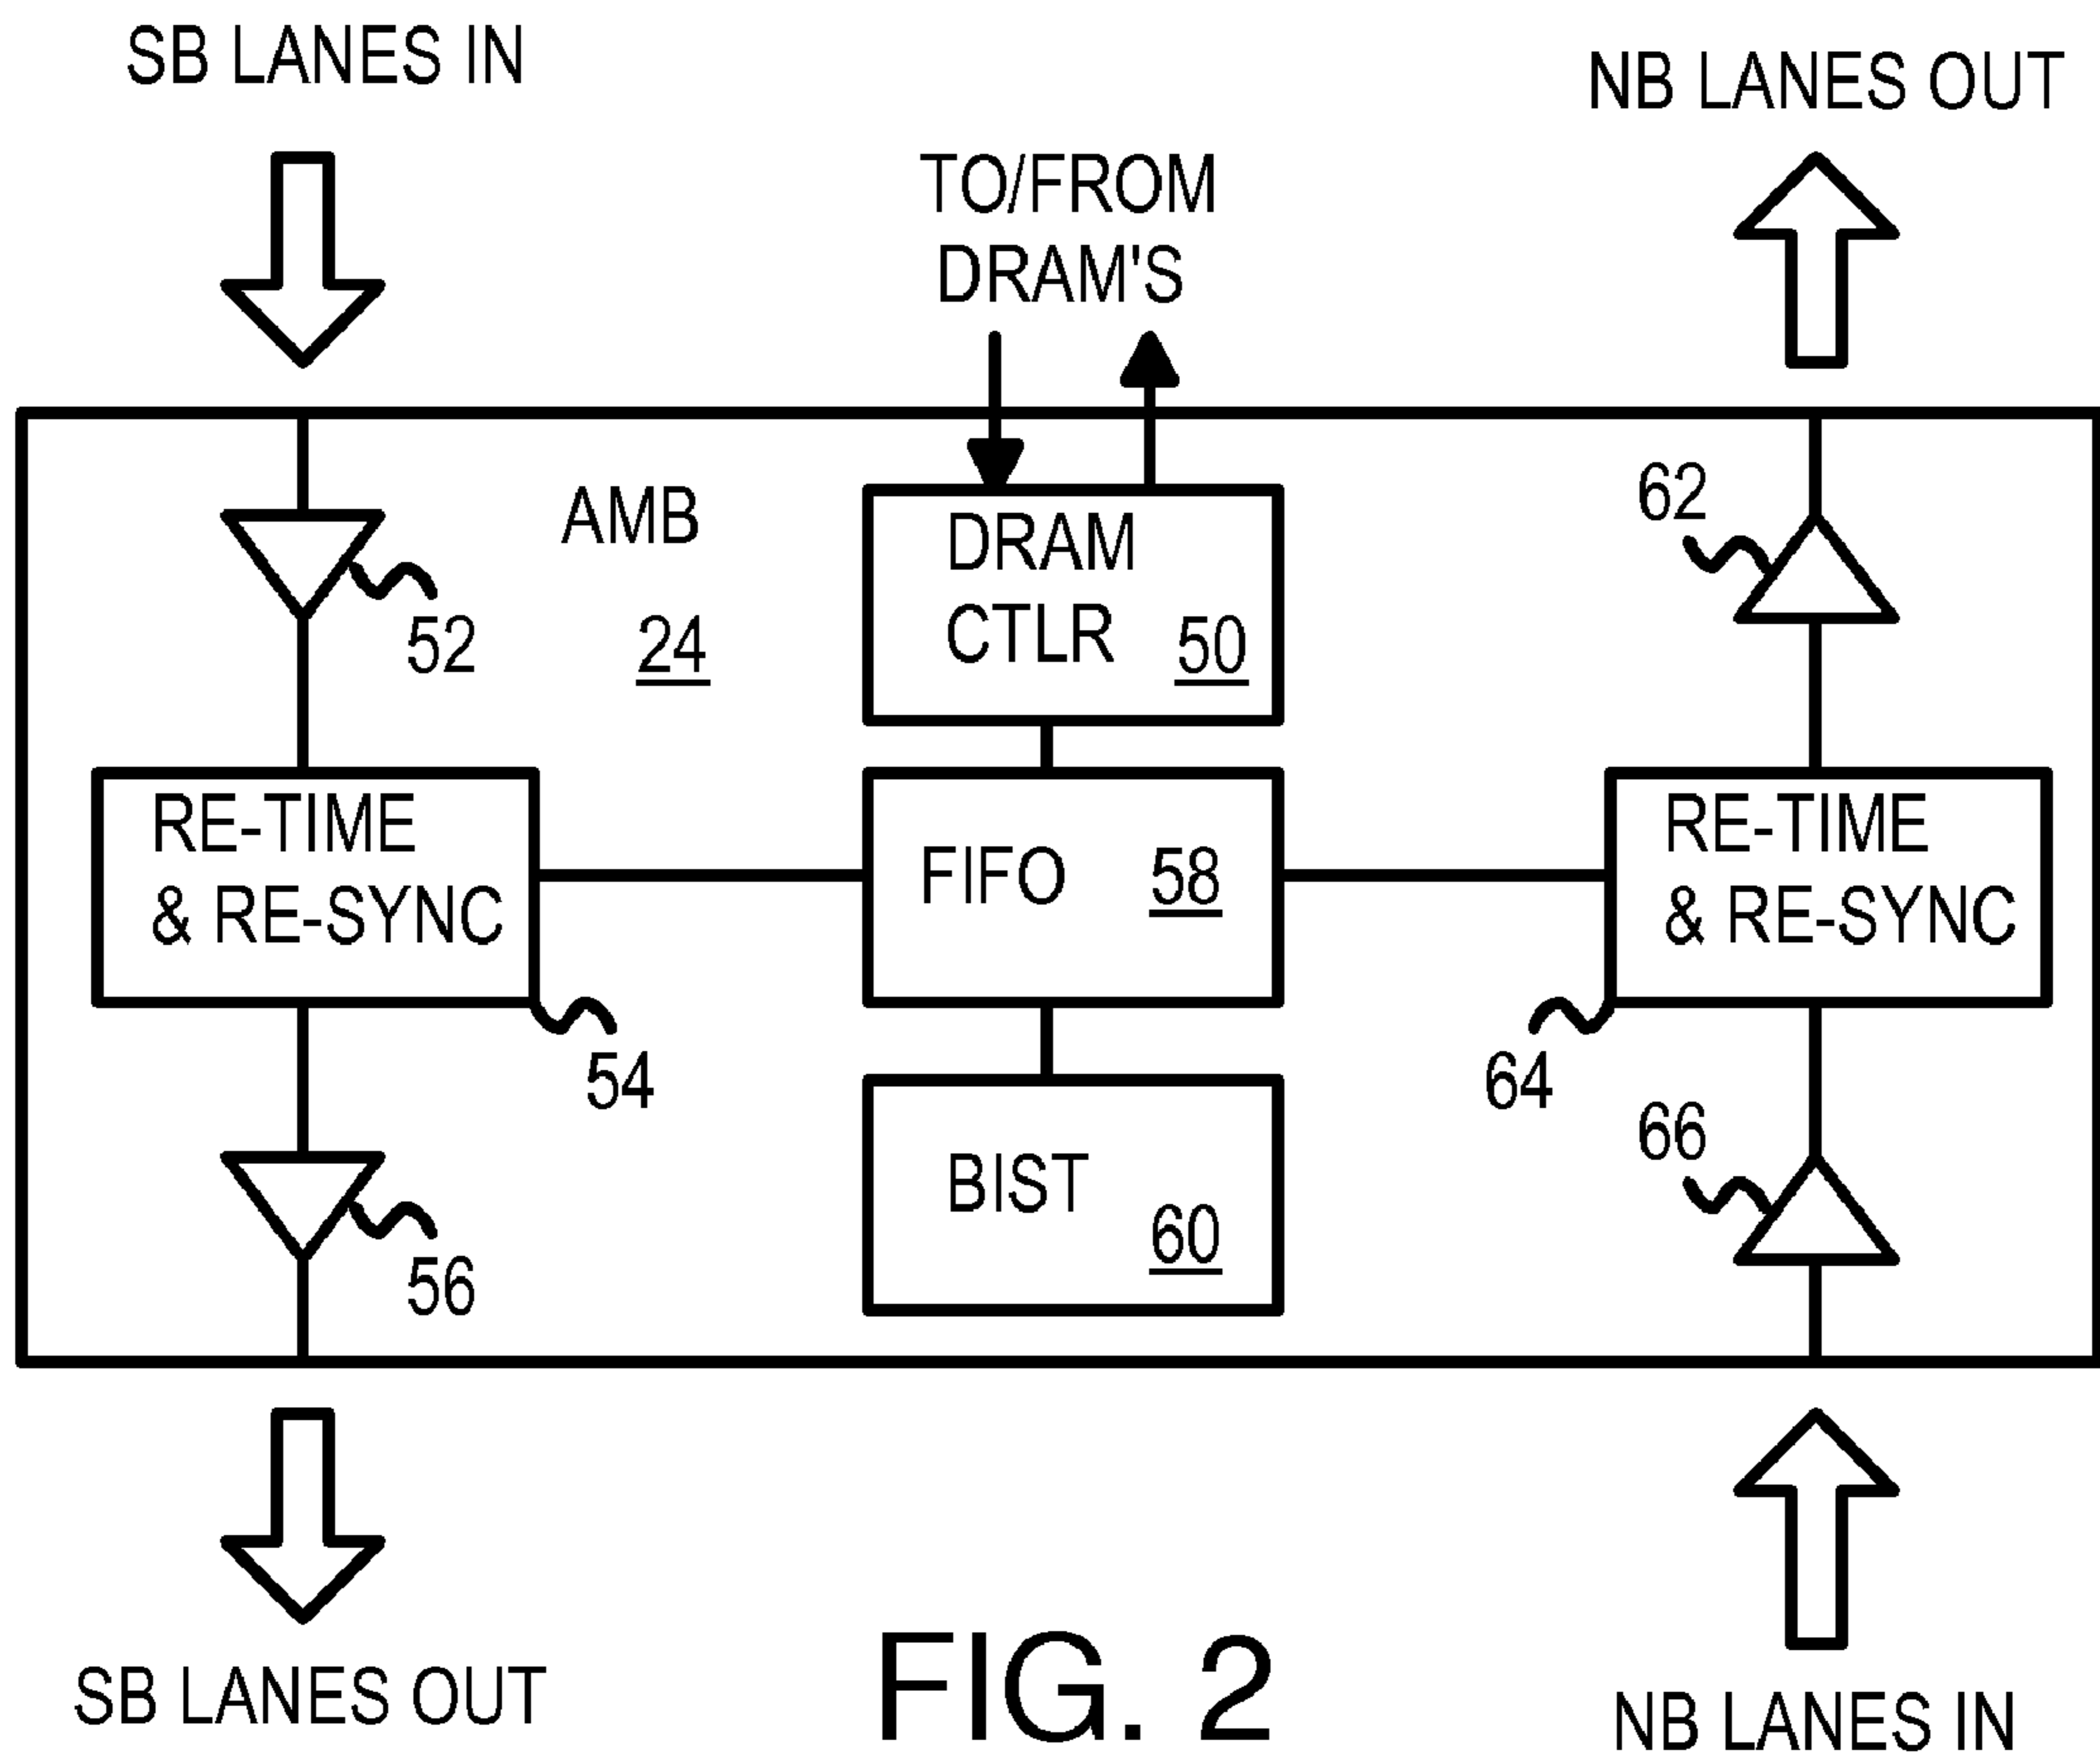 SB LANES IN
NB LANES OUT
TO/FROM
DRAM'S
AMB
24
DRAM
CTLR 50
52
62
RE-TIME
& RE-SYNC
54
FIFO 58
RE-TIME
& RE-SYNC
64
BIST
60
56
66
SB LANES OUT
FIG. 2
NB LANES IN